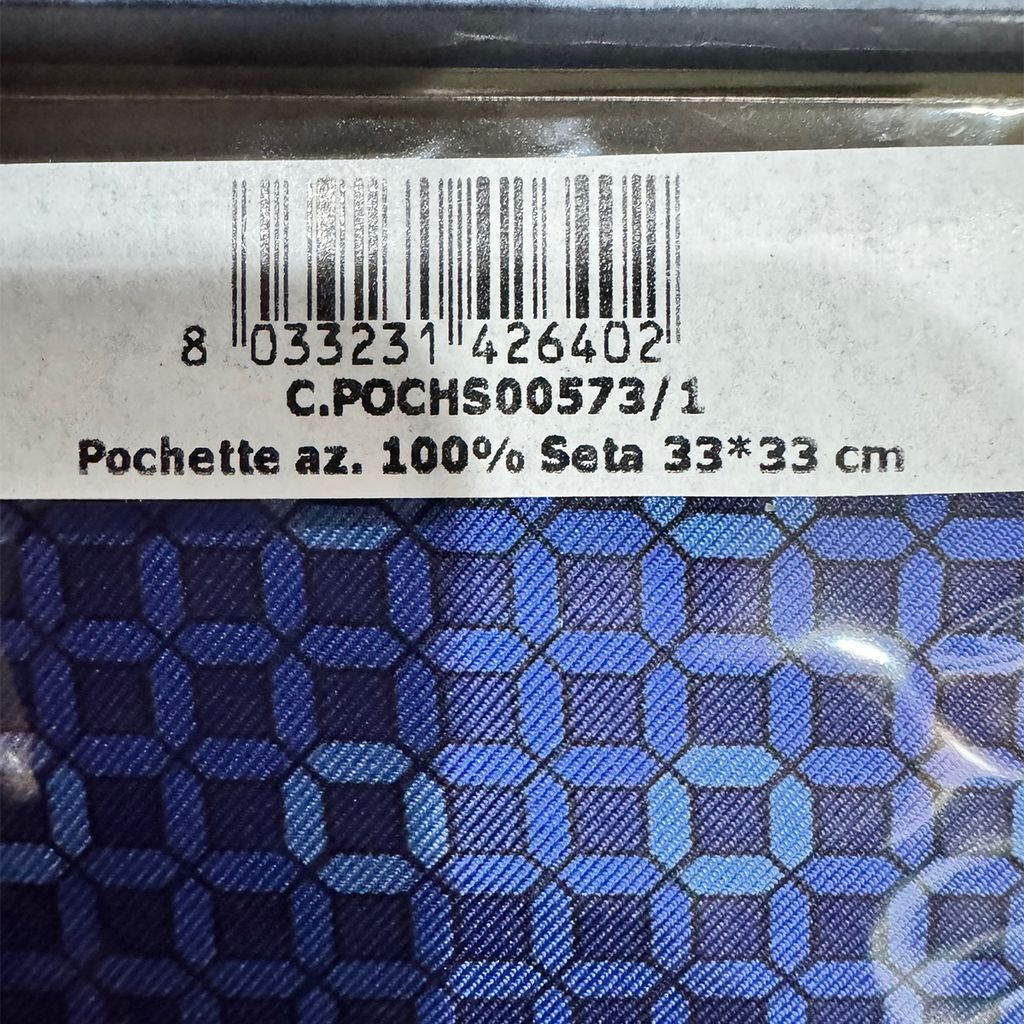 8 033231 426402
C.POCHS00573/1
Pochette az. 100% Seta 33*33 cm